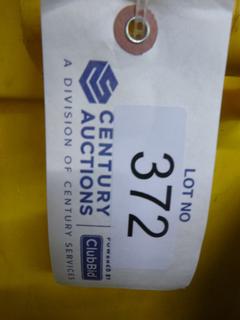 CENTURY
AUCTIONS
A DIVISION OF CENTURY SERVICES
POWERED BY
ClubBid
LOT NO
372